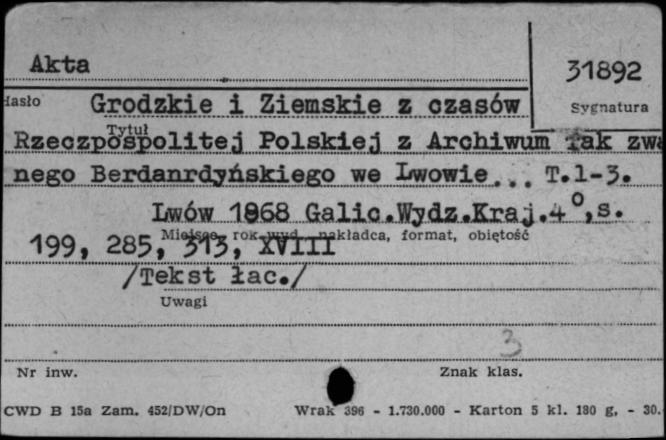 Akta
31892
Hasło
Grodzkie i Ziemskie z czasów
Sygnatura
Tytuł
Rzeczpospolitej Polskiej z Archiwum Tak zwa
nego Berdanrdyńskiego we Lwowie... T.1-3.
Lwów 1868 Galic.Wydz.Kraj.4°,s.
Miejsce, rok wyd., nakładca, format, objętość
199, 285, 313, XVIII
/Tekst łac./
Uwagi
3
Nr inw.
Znak klas.
CWD B 15a Zam. 452/DW/On Wrak 396 - 1.730.000 - Karton 5 kl. 180 g, - 30.